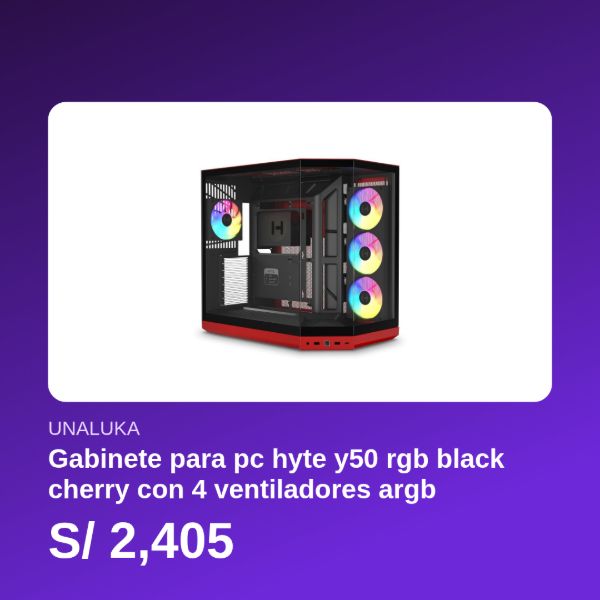 UNALUKA
Gabinete para pc hyte y50 rgb black
cherry con 4 ventiladores argb
S/ 2,405